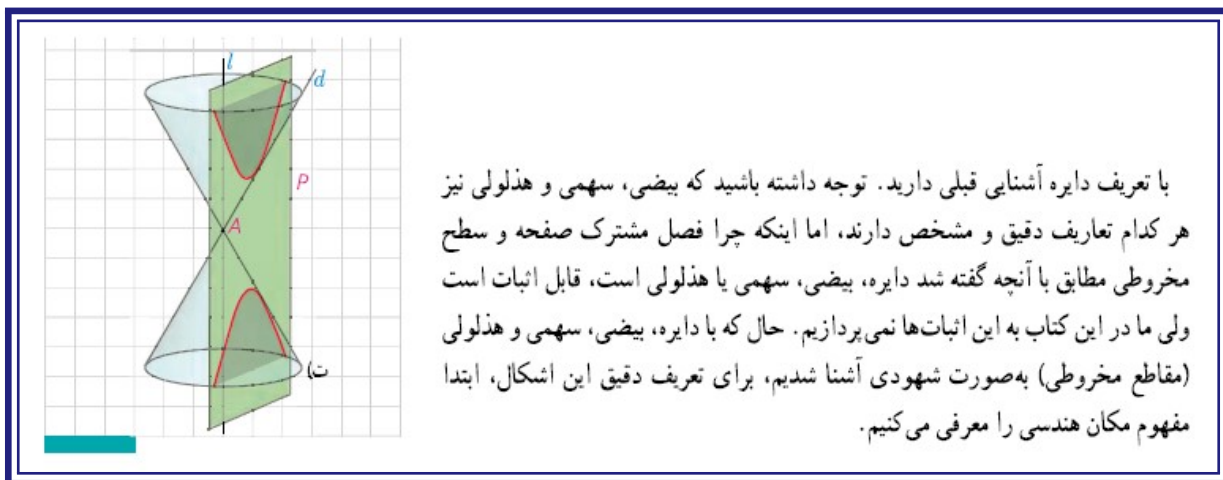 l
d
P
A
ت)
با تعریف دایره آشنایی قبلی دارید. توجه داشته باشید که بیضی، سهمی و هذلولی نیز
هر کدام تعاریف دقیق و مشخص دارند، اما اینکه چرا فصل مشترک صفحه و سطح
مخروطی مطابق با آنچه گفته شد دایره، بیضی، سهمی یا هذلولی است، قابل اثبات است
ولی ما در این کتاب به این اثبات‌ها نمی‌پردازیم. حال که با دایره، بیضی، سهمی و هذلولی
(مقاطع مخروطی) به‌صورت شهودی آشنا شدیم، برای تعریف دقیق این اشکال، ابتدا
مفهوم مکان هندسی را معرفی می‌کنیم.